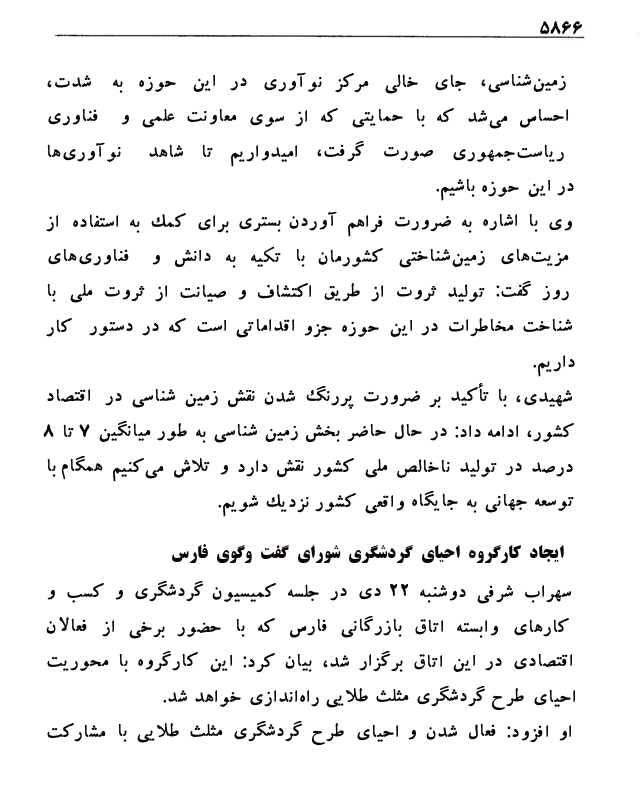 ۵۸۶۶
زمین‌شناسی، جای خالی مرکز نوآوری در این حوزه به شدت،
احساس می‌شد که با حمایتی که از سوی معاونت علمی و فناوری
ریاست‌جمهوری صورت گرفت، امیدواریم تا شاهد نوآوری‌ها
در این حوزه باشیم.
وی با اشاره به ضرورت فراهم آوردن بستری برای کمك به استفاده از
مزیت‌های زمین‌شناختی کشورمان با تکیه به دانش و فناوری‌های
روز گفت: تولید ثروت از طریق اکتشاف و صیانت از ثروت ملی با
شناخت مخاطرات در این حوزه جزو اقداماتی است که در دستور کار
داریم.
شهیدی، با تأکید بر ضرورت پررنگ شدن نقش زمین شناسی در اقتصاد
کشور، ادامه داد: در حال حاضر بخش زمین شناسی به طور میانگین ۷ تا ۸
درصد در تولید ناخالص ملی کشور نقش دارد و تلاش می‌کنیم همگام با
توسعه جهانی به جایگاه واقعی کشور نزدیك شویم.
ایجاد کارگروه احیای گردشگری شورای گفت وگوی فارس
سهراب شرفی دوشنبه ۲۲ دی در جلسه کمیسیون گردشگری و کسب و
کارهای وابسته اتاق بازرگانی فارس که با حضور برخی از فعالان
اقتصادی در این اتاق برگزار شد، بیان کرد: این کارگروه با محوریت
احیای طرح گردشگری مثلث طلایی راه‌اندازی خواهد شد.
او افزود: فعال شدن و احیای طرح گردشگری مثلث طلایی با مشارکت